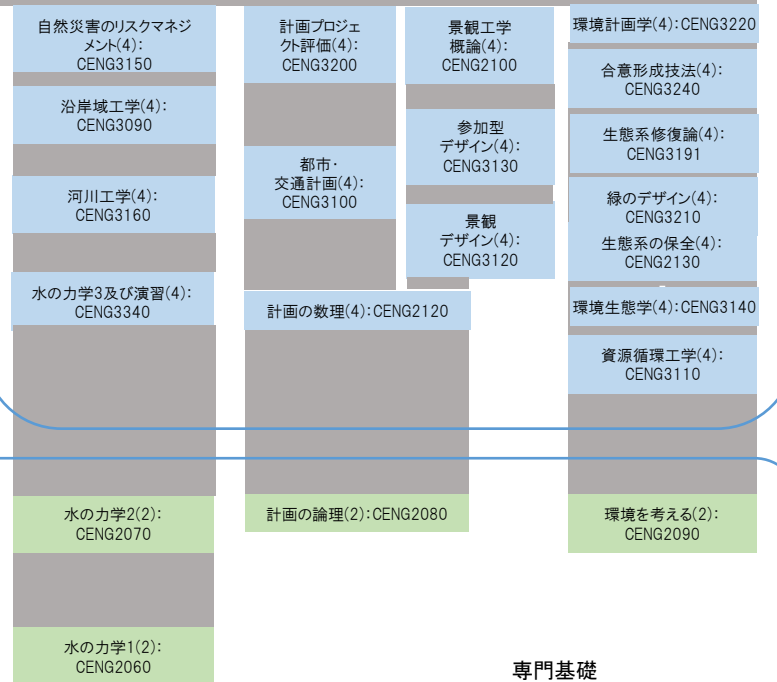 自然災害のリスクマネジ
メント(4):
CENG3150
沿岸域工学(4):
CENG3090
河川工学(4):
CENG3160
水の力学3及び演習(4):
CENG3340
計画プロジェ
クト評価(4):
CENG3200
都市・
交通計画(4):
CENG3100
景観工学
概論(4):
CENG2100
参加型
デザイン(4):
CENG3130
景観
デザイン(4):
CENG3120
計画の数理(4):CENG2120
環境計画学(4):CENG3220
合意形成技法(4):
CENG3240
生態系修復論(4):
CENG3191
緑のデザイン(4):
CENG3210
生態系の保全(4):
CENG2130
環境生態学(4):CENG3140
資源循環工学(4):
CENG3110
水の力学2(2):
CENG2070
計画の論理(2):CENG2080
環境を考える(2):
CENG2090
水の力学1(2):
CENG2060
専門基礎